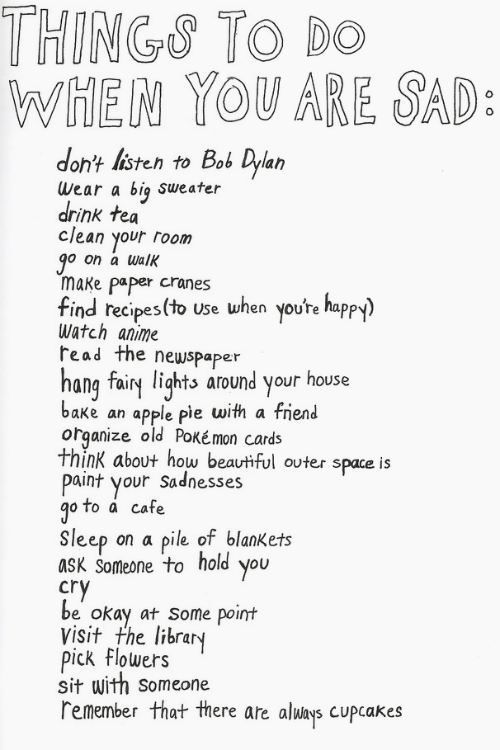 THINGS TO DO
WHEN YOU ARE SAD:
don't listen to Bob Dylan
wear a big sweater
drink tea
clean your room
go on a walk
make paper cranes
find recipes (to use when you're happy)
watch anime
read the newspaper
hang fairy lights around your house
bake an apple pie with a friend
organize old Pokémon cards
think about how beautiful outer space is
paint your sadnesses
go to a cafe
sleep on a pile of blankets
ask someone to hold you
cry
be okay at some point
visit the library
pick flowers
sit with someone
remember that there are always cupcakes